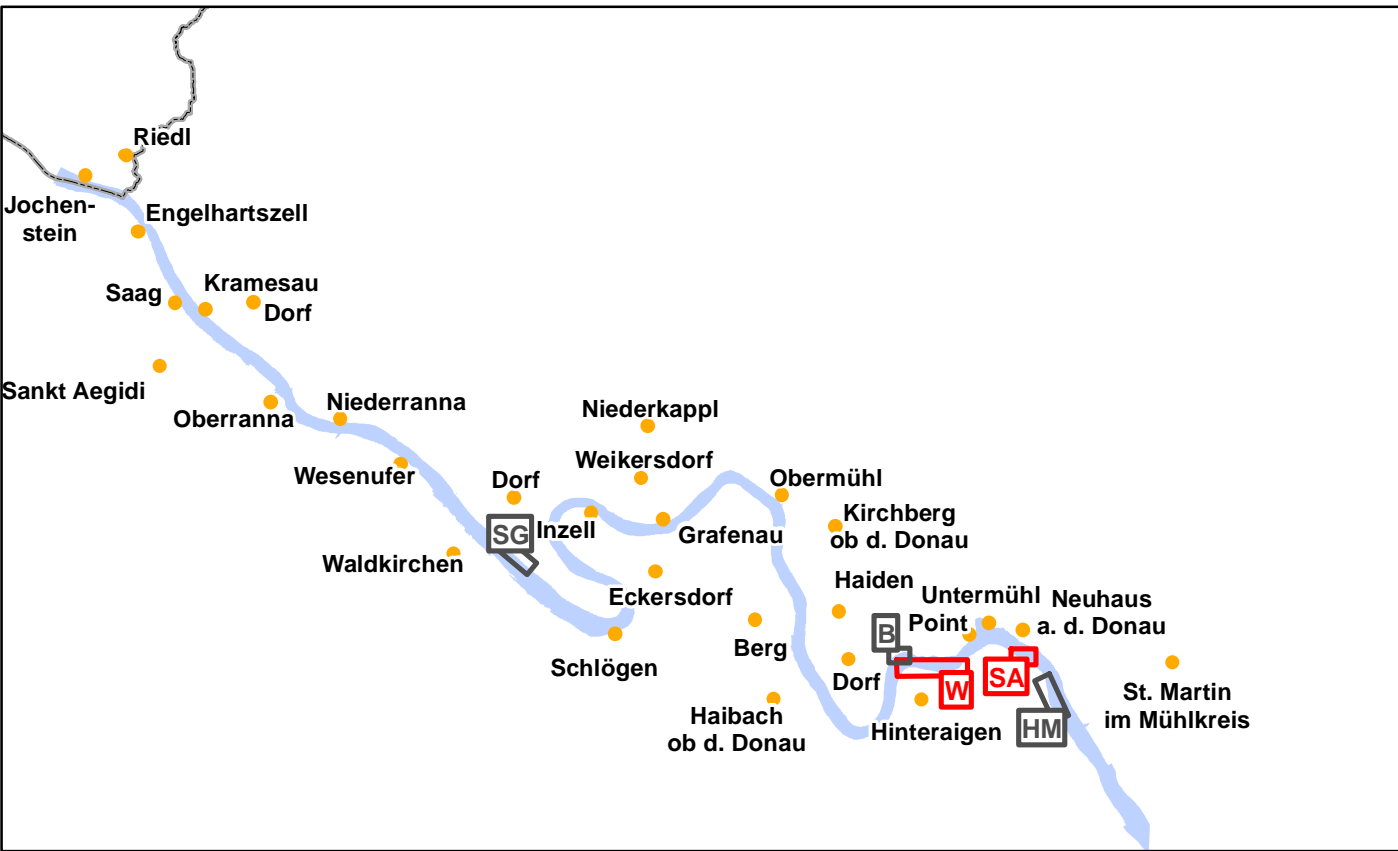 Riedl
Jochen-
stein
Engelhartszell
Saag
Kramesau
Dorf
Sankt Aegidi
Oberranna
Niederranna
Niederkappl
Wesenufer
Dorf
Weikersdorf
Obermühl
SG
Inzell
Grafenau
Kirchberg
ob d. Donau
Waldkirchen
Eckersdorf
Haiden
Untermühl
Neuhaus
a. d. Donau
B
Point
Berg
Schlögen
Dorf
W
SA
St. Martin
im Mühlkreis
Haibach
ob d. Donau
Hinteraigen
HM